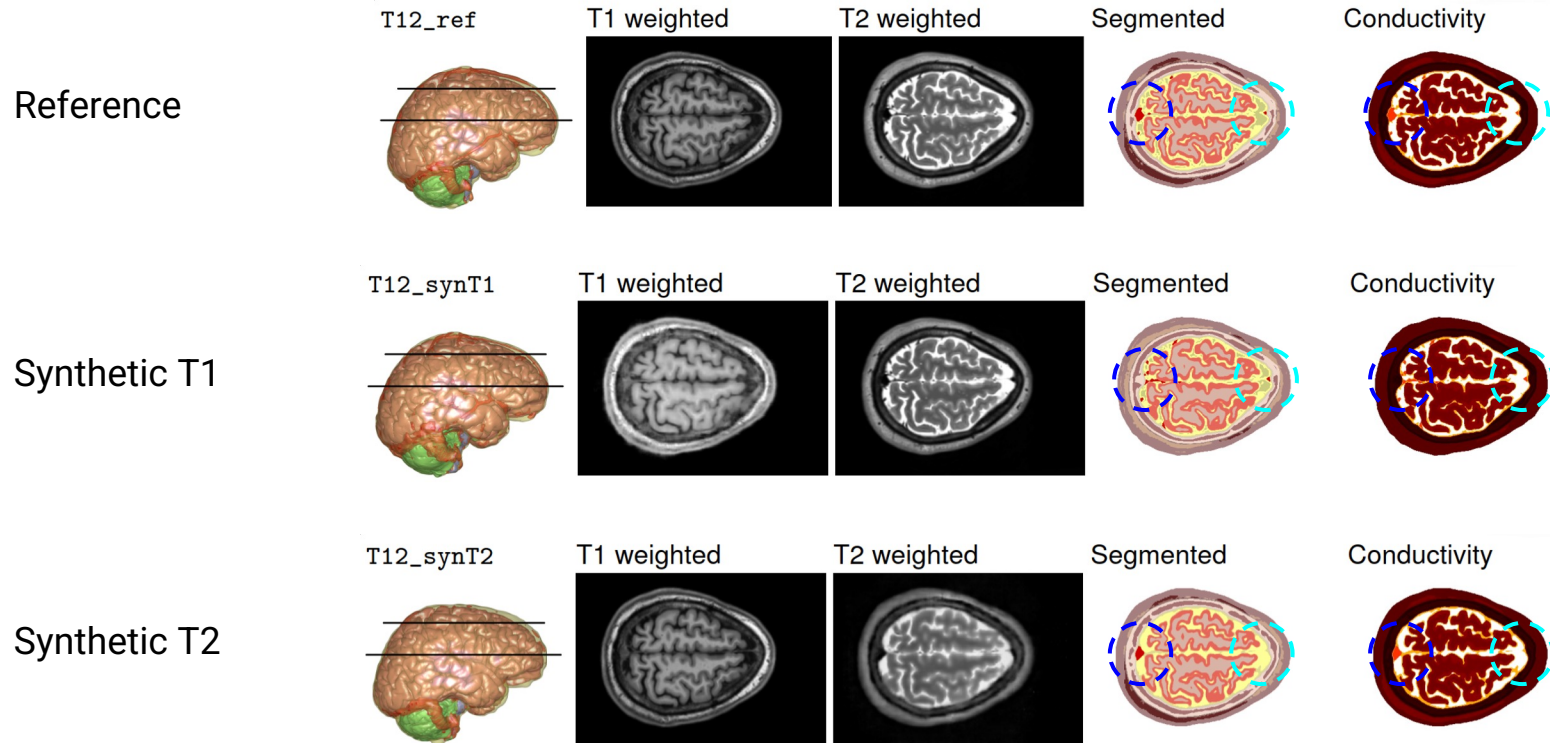 T12_ref T1 weighted T2 weighted Segmented Conductivity
Reference
T12_synT1 T1 weighted T2 weighted Segmented Conductivity
Synthetic T1
T12_synT2 T1 weighted T2 weighted Segmented Conductivity
Synthetic T2